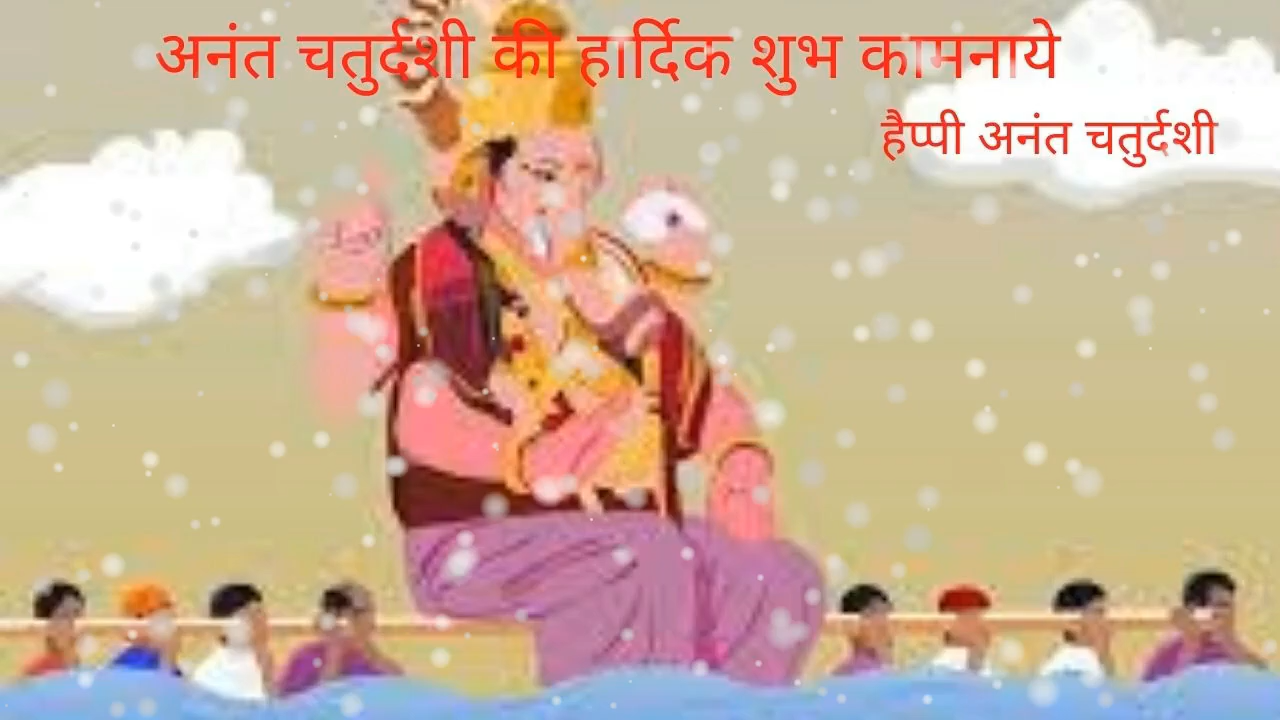 अनंत चतुर्दशी की हार्दिक शुभ कामनाये
हैप्पी अनंत चतुर्दशी